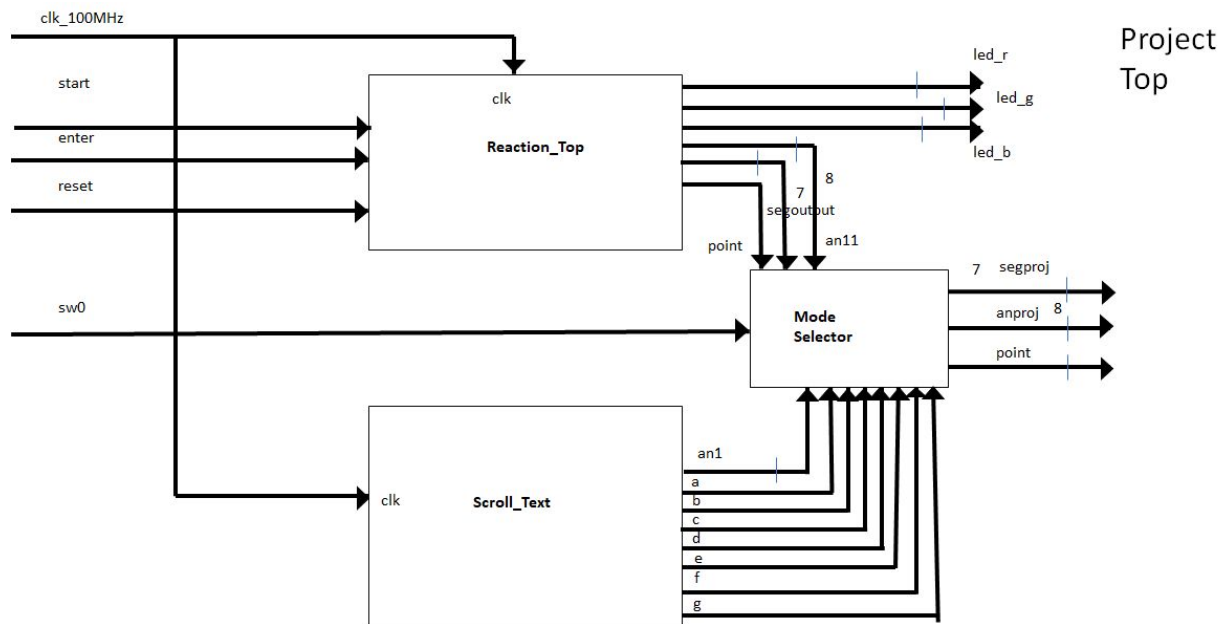 clk_100MHz
Project
Top
led_r
start
led_g
clk
enter
Reaction_Top
led_b
reset
8
7
segoutput
point
an11
7 segproj
sw0
Mode
Selector
anproj 8
point
an1
a
clk
Scroll_Text
b
c
d
e
f
g